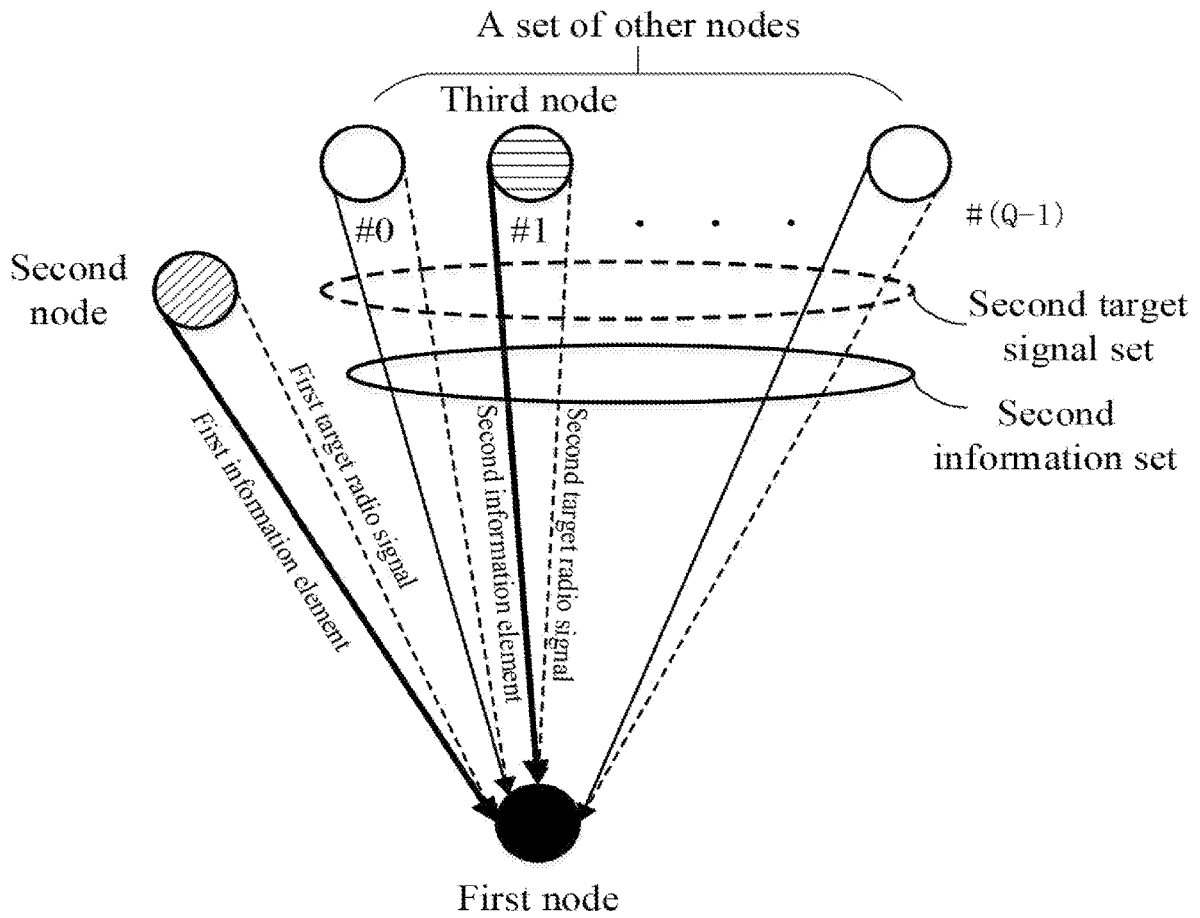 A set of other nodes
Third node
#0
#1
. . .
#(Q-1)
Second
node
Second target
signal set
Second
information set
First target radio signal
First information element
Second information element
Second target radio signal
First node